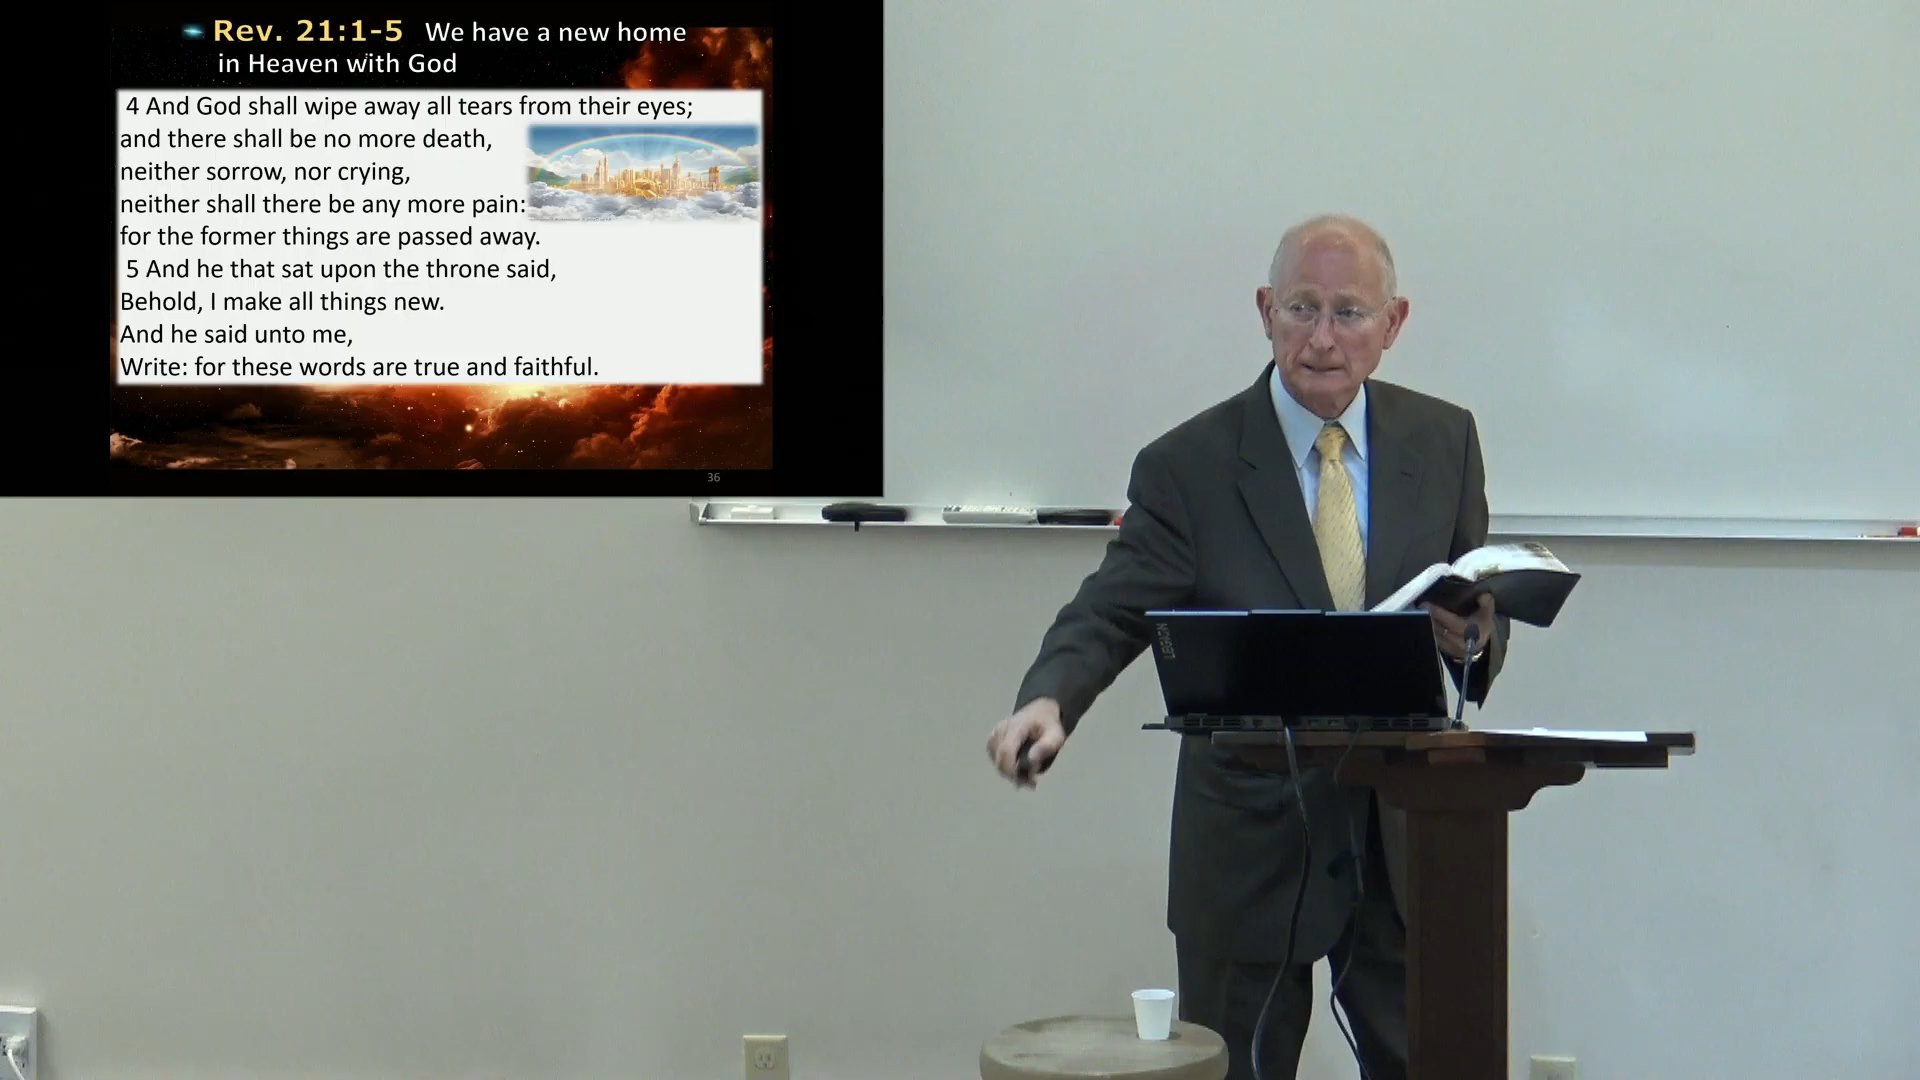 Rev. 21:1-5 We have a new home
in Heaven with God
4 And God shall wipe away all tears from their eyes;
and there shall be no more death,
neither sorrow, nor crying,
neither shall there be any more pain:
for the former things are passed away.
5 And he that sat upon the throne said,
Behold, I make all things new.
And he said unto me,
Write: for these words are true and faithful.
36
LEGION